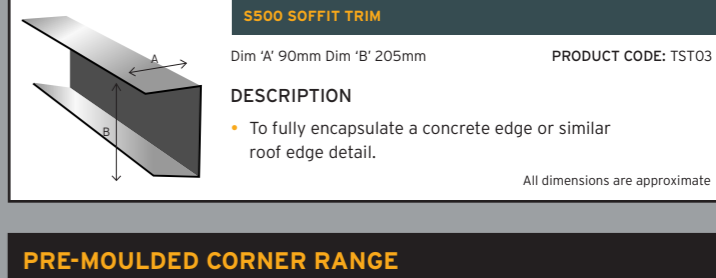 S500 SOFFIT TRIM
Dim ‘A’ 90mm Dim ‘B’ 205mm PRODUCT CODE: TST03
A
B
DESCRIPTION
• To fully encapsulate a concrete edge or similar
roof edge detail.
All dimensions are approximate
PRE-MOULDED CORNER RANGE